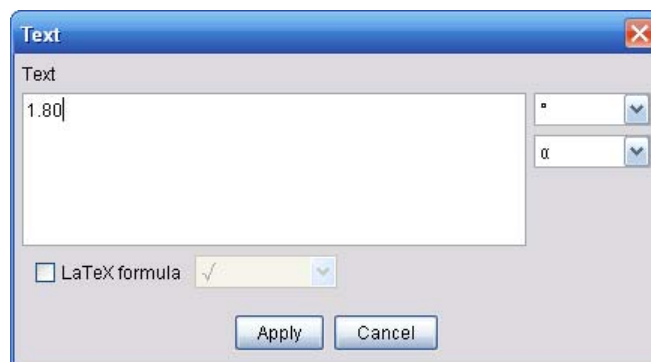 Text
Text
1.80
°
α
LaTeX formula √
Apply Cancel